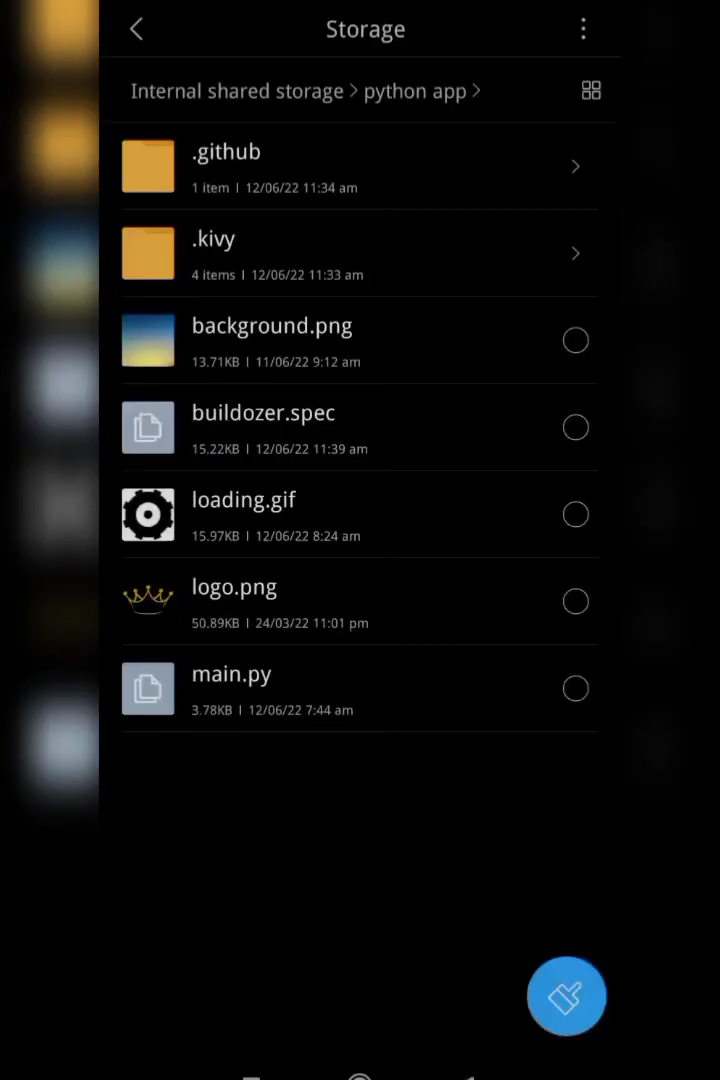 Storage
Internal shared storage > python app >
.github
1 item | 12/06/22 11:34 am
.kivy
4 items | 12/06/22 11:33 am
background.png
13.71KB | 11/06/22 9:12 am
buildozer.spec
15.22KB | 12/06/22 11:39 am
loading.gif
15.97KB | 12/06/22 8:24 am
logo.png
50.89KB | 24/03/22 11:01 pm
main.py
3.78KB | 12/06/22 7:44 am